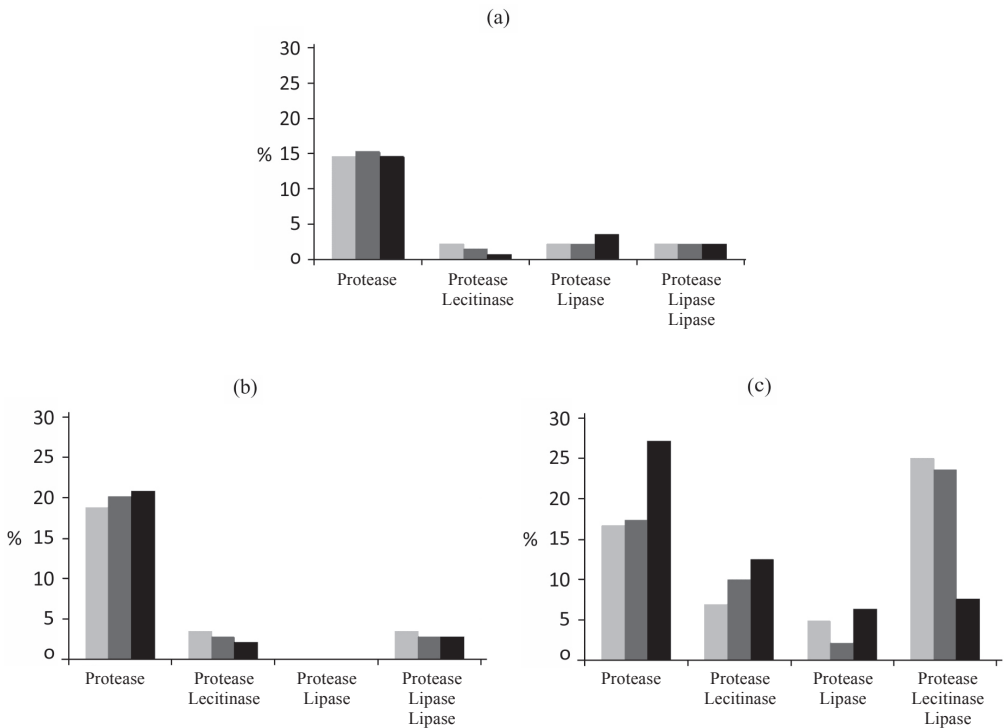 (a)
30
25
20
% 15
10
5
0
Protease
Protease
Lecitinase
Protease
Lipase
Protease
Lipase
Lipase
(b)
30
25
20
% 15
10
5
0
Protease
Protease
Lecitinase
Protease
Lipase
Protease
Lipase
Lipase
(c)
30
25
20
% 15
10
5
0
Protease
Protease
Lecitinase
Protease
Lipase
Protease
Lecitinase
Lipase